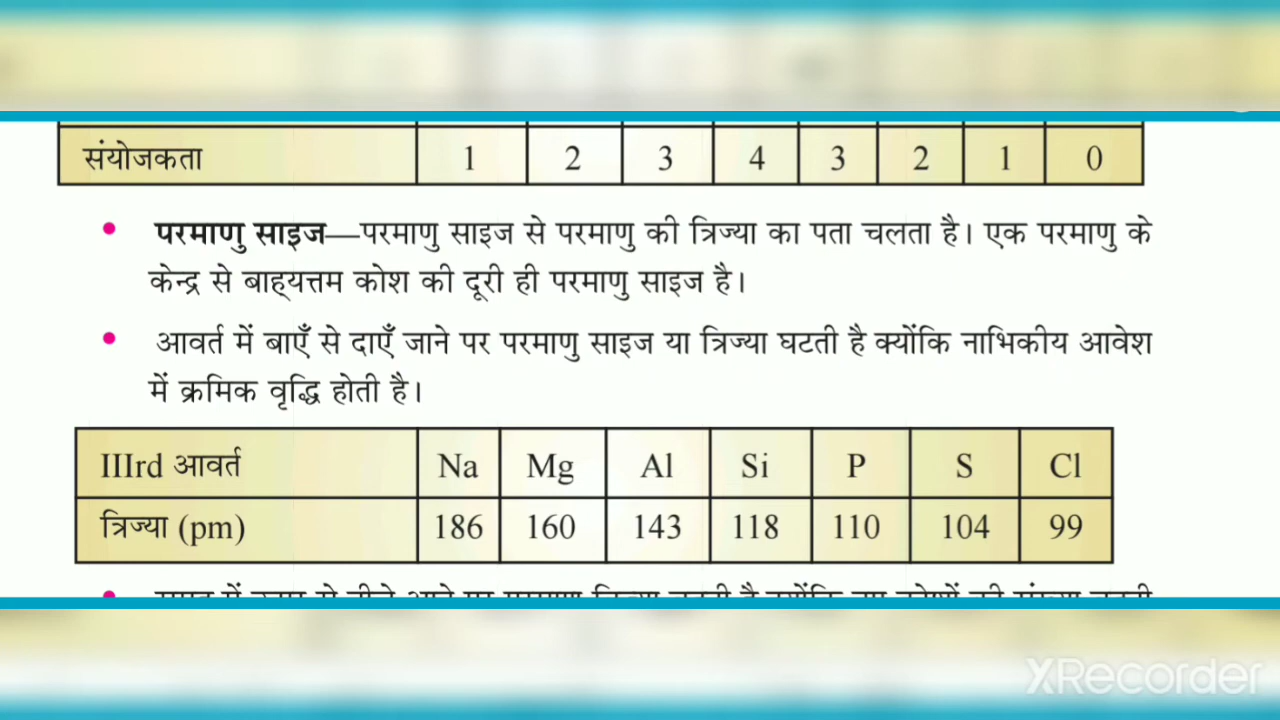 संयोजकता 1 2 3 4 3 2 1 0
• परमाणु साइज—परमाणु साइज से परमाणु की त्रिज्या का पता चलता है। एक परमाणु के
केन्द्र से बाह्यत्तम कोश की दूरी ही परमाणु साइज है।
• आवर्त में बाएँ से दाएँ जाने पर परमाणु साइज या त्रिज्या घटती है क्योंकि नाभिकीय आवेश
में क्रमिक वृद्धि होती है।
IIIrd आवर्त Na Mg Al Si P S Cl
त्रिज्या (pm) 186 160 143 118 110 104 99
XRecorder